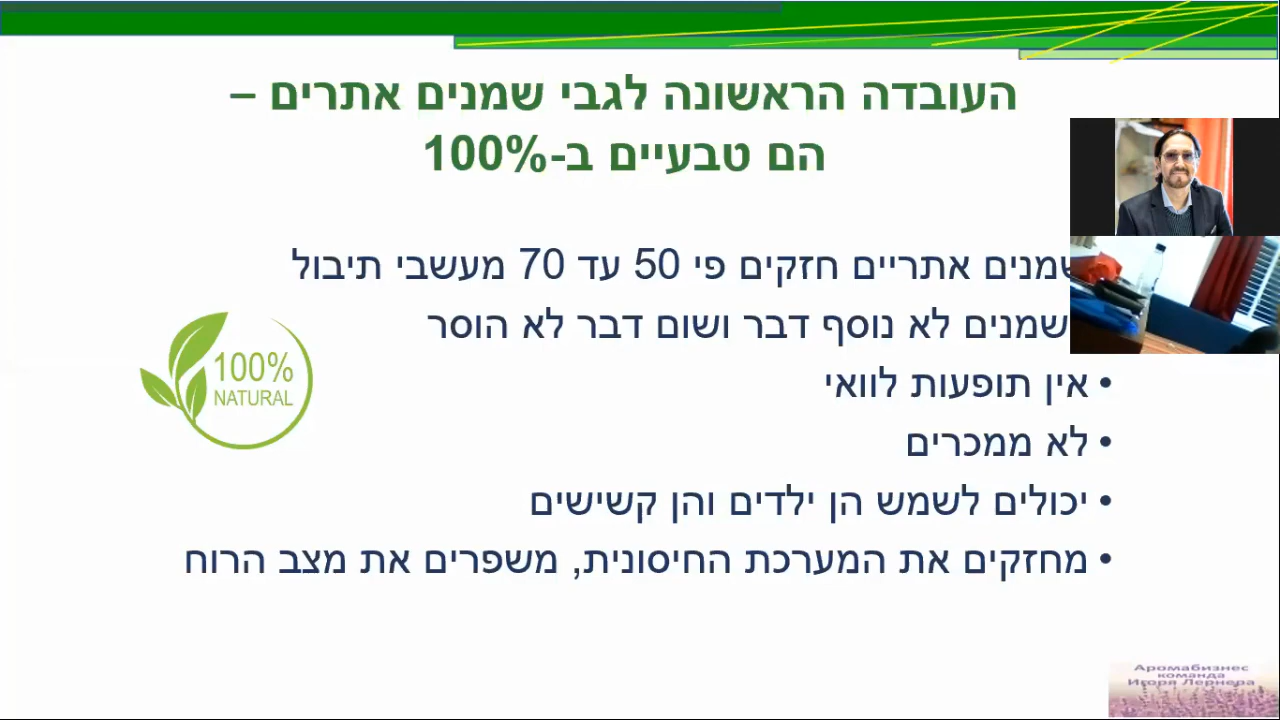 העובדה הראשונה לגבי שמנים אתרים –
הם טבעיים ב-100%
שמנים אתריים חזקים פי 50 עד 70 מעשבי תיבול
שמנים לא נוסף דבר ושום דבר לא הוסר
• אין תופעות לוואי
• לא ממכרים
• יכולים לשמש הן ילדים והן קשישים
• מחזקים את המערכת החיסונית, משפרים את מצב הרוח
100%
NATURAL
Аромабизнес
команда
Игоря Лернера